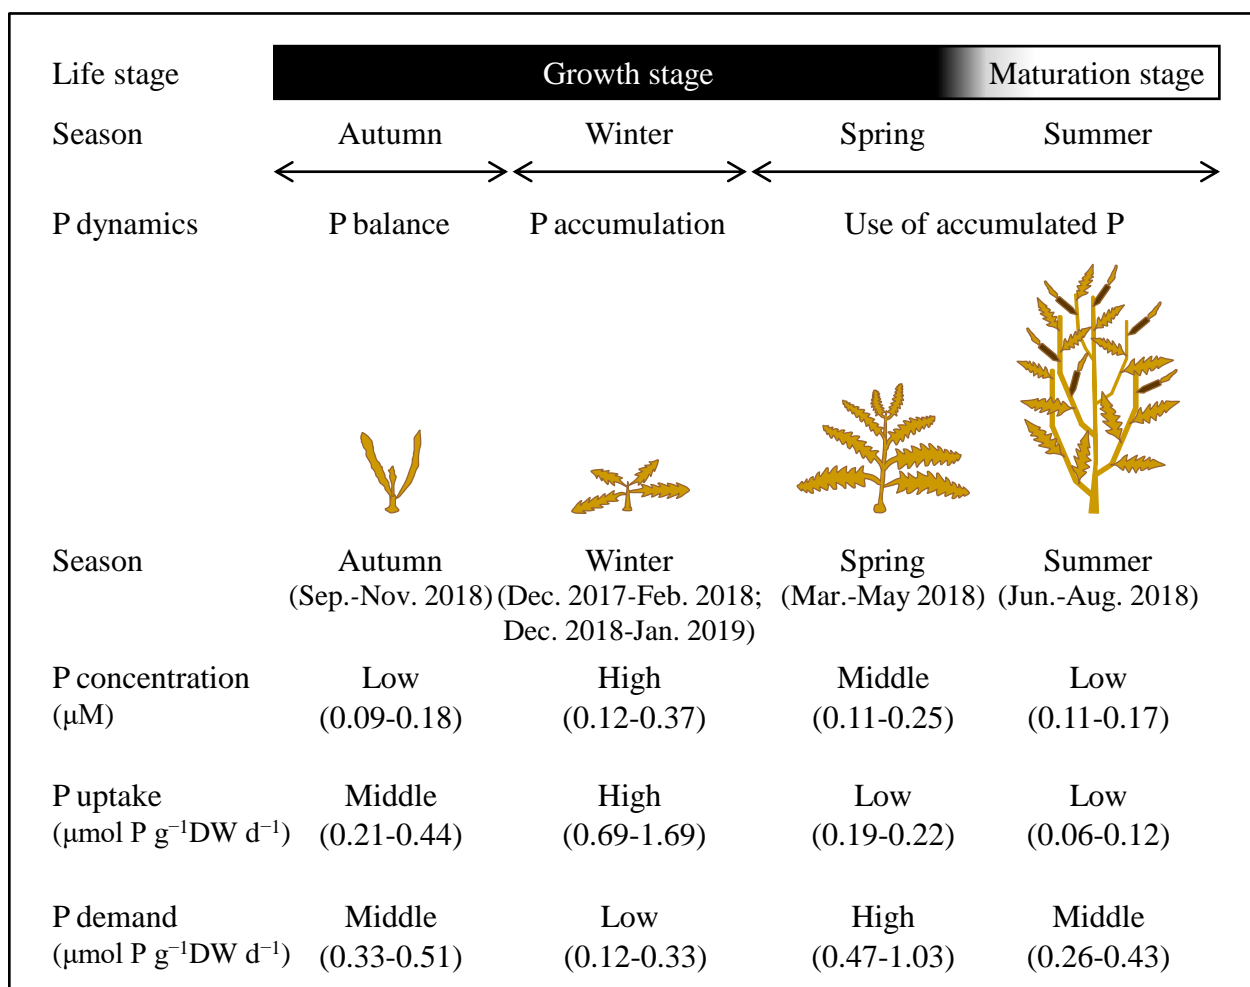 Life stage Growth stage Maturation stage
Season Autumn Winter Spring Summer
P dynamics P balance P accumulation Use of accumulated P
Season Autumn Winter Spring Summer
(Sep.-Nov. 2018) (Dec. 2017-Feb. 2018; (Mar.-May 2018) (Jun.-Aug. 2018)
Dec. 2018-Jan. 2019)
P concentration Low High Middle Low
(μM) (0.09-0.18) (0.12-0.37) (0.11-0.25) (0.11-0.17)
P uptake Middle High Low Low
(μmol P g⁻¹DW d⁻¹) (0.21-0.44) (0.69-1.69) (0.19-0.22) (0.06-0.12)
P demand Middle Low High Middle
(μmol P g⁻¹DW d⁻¹) (0.33-0.51) (0.12-0.33) (0.47-1.03) (0.26-0.43)